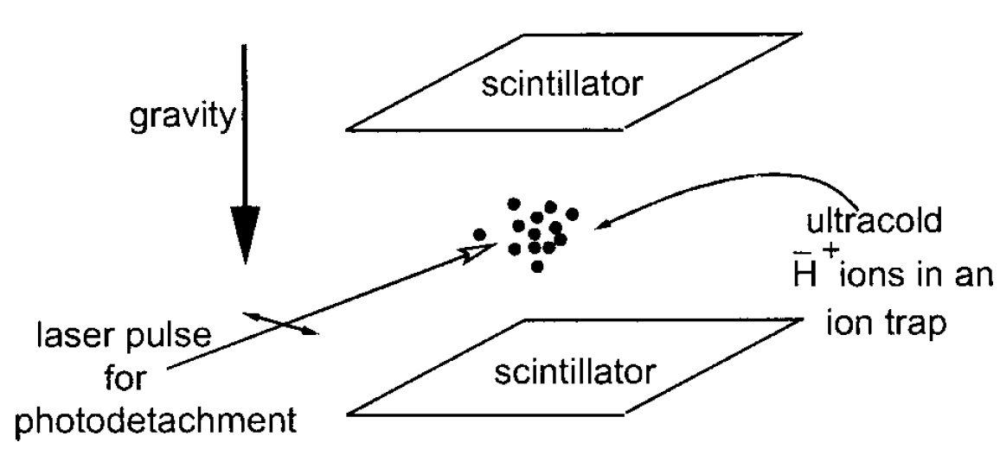 scintillator
gravity
ultracold
H̄⁺ ions in an
ion trap
laser pulse
for
photodetachment
scintillator